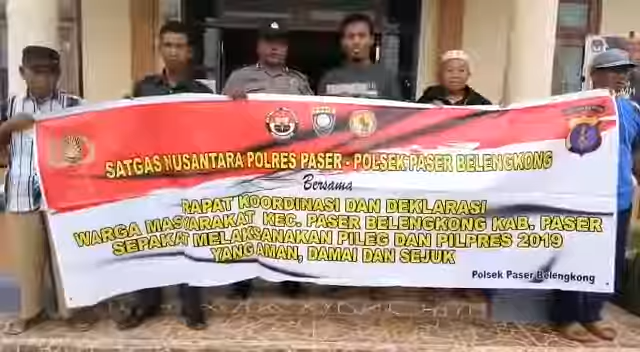 SATGAS NUSANTARA POLRES PASER - POLSEK PASER BELENGKONG
Bersama
RAPAT KOORDINASI DAN DEKLARASI
WARGA MASYARAKAT KEC. PASER BELENGKONG KAB. PASER
SEPAKAT MELAKSANAKAN PILEG DAN PILPRES 2019
YANG AMAN, DAMAI DAN SEJUK
Polsek Paser Belengkong